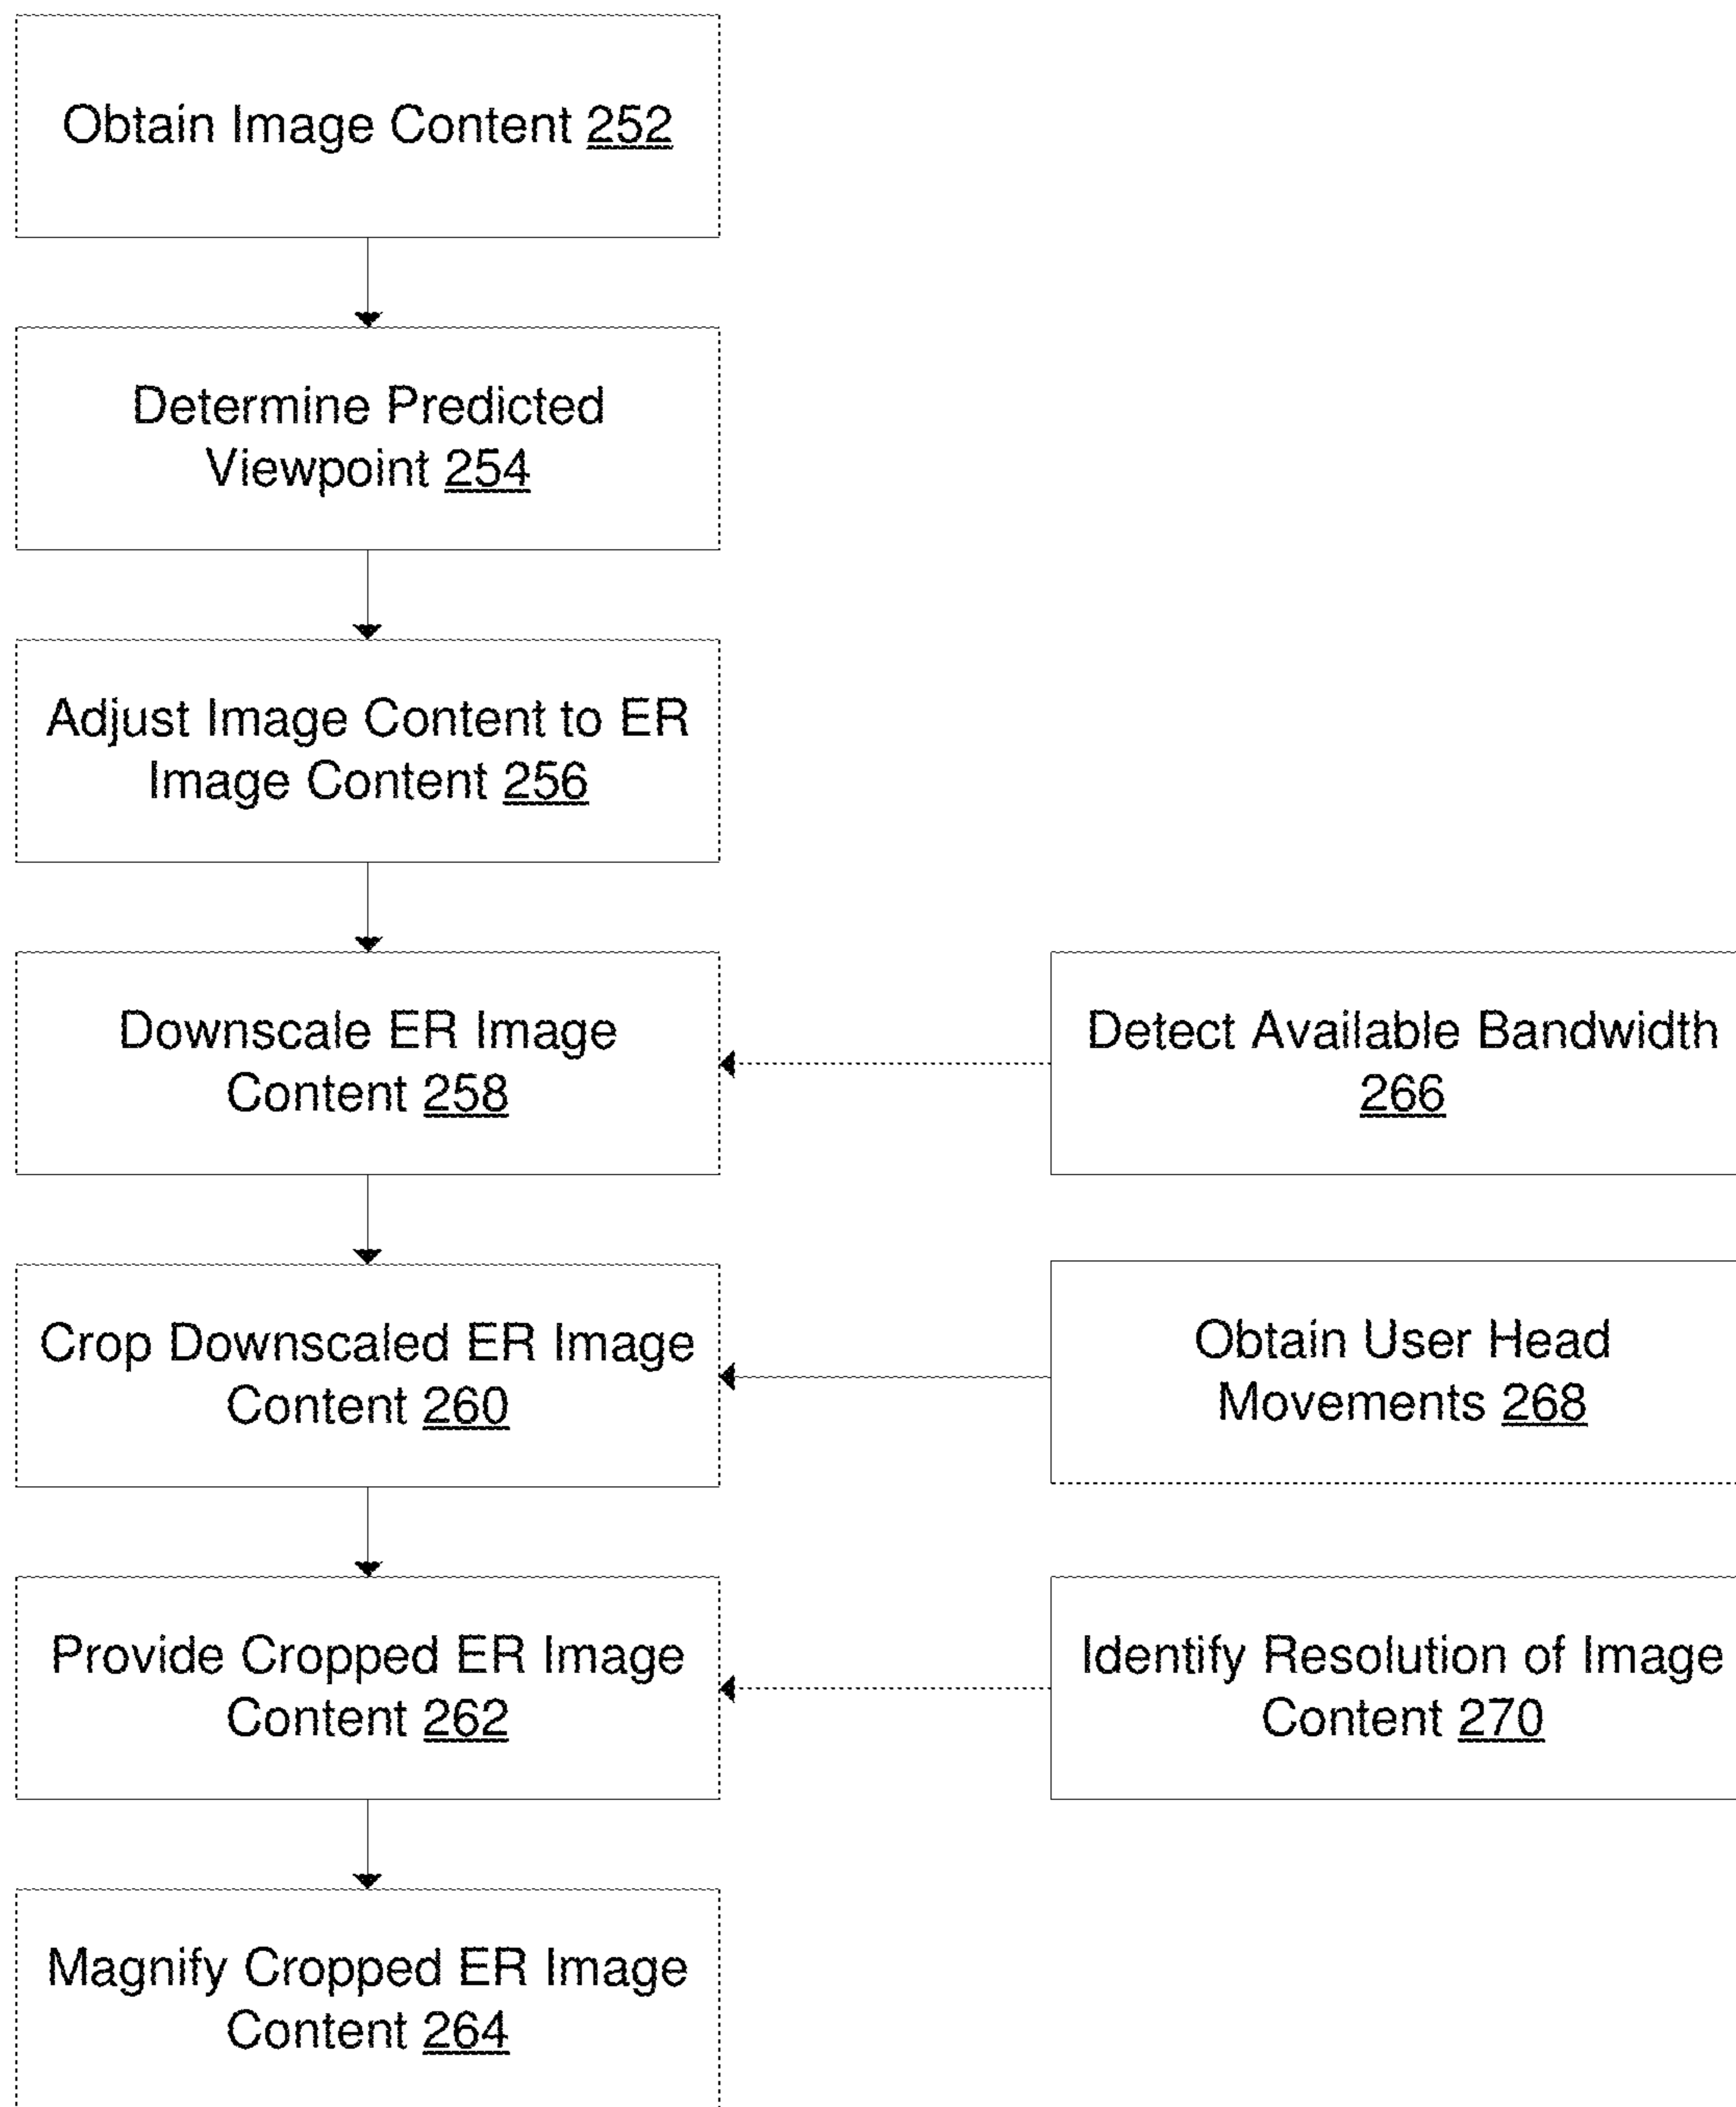 Obtain Image Content 252
Determine Predicted
Viewpoint 254
Adjust Image Content to ER
Image Content 256
Downscale ER Image
Content 258
Detect Available Bandwidth
266
Crop Downscaled ER Image
Content 260
Obtain User Head
Movements 268
Provide Cropped ER Image
Content 262
Identify Resolution of Image
Content 270
Magnify Cropped ER Image
Content 264